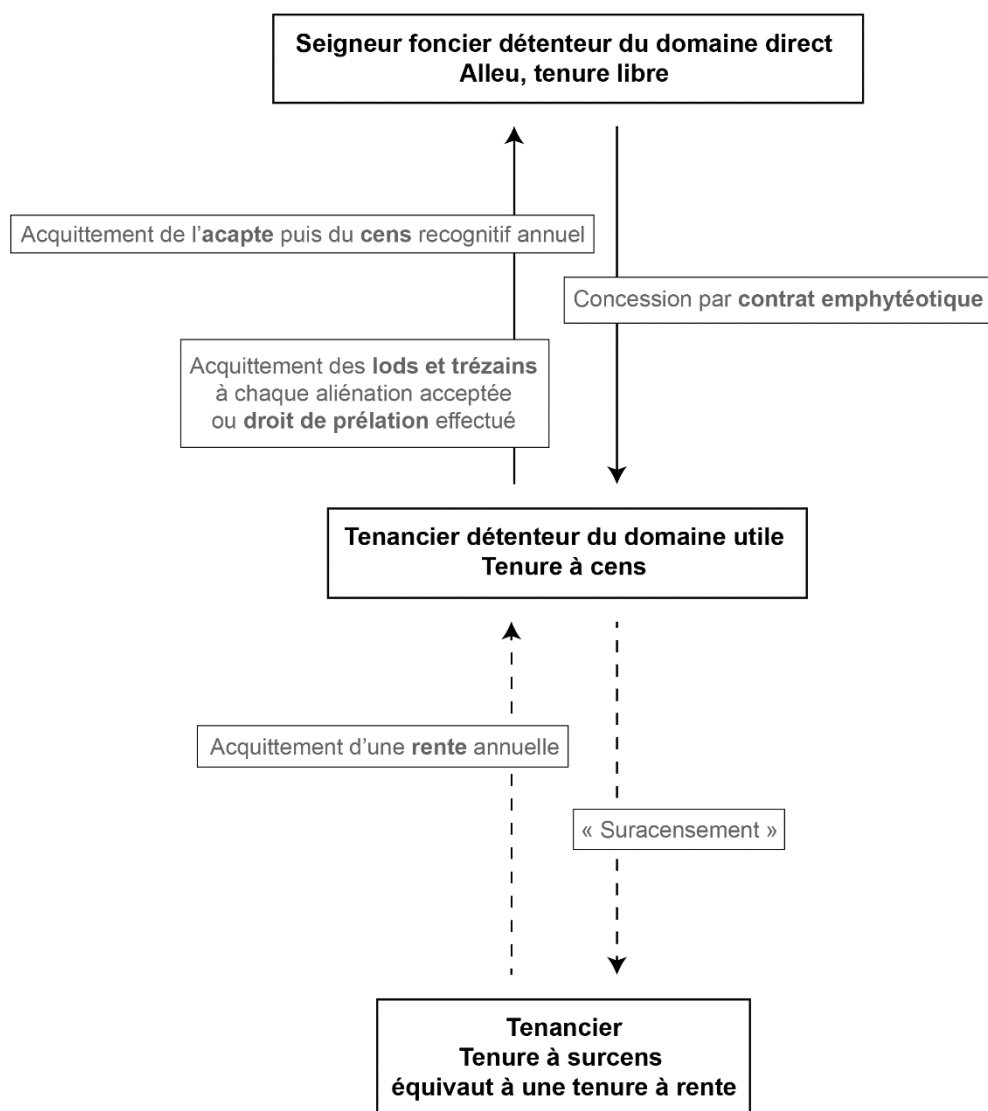 Seigneur foncier détenteur du domaine direct
Alleu, tenure libre
Acquittement de l’acapte puis du cens recognitif annuel
Concession par contrat emphytéotique
Acquittement des lods et trézains
à chaque aliénation acceptée
ou droit de prélation effectué
Tenancier détenteur du domaine utile
Tenure à cens
Acquittement d’une rente annuelle
« Suracensement »
Tenancier
Tenure à surcens
équivaut à une tenure à rente